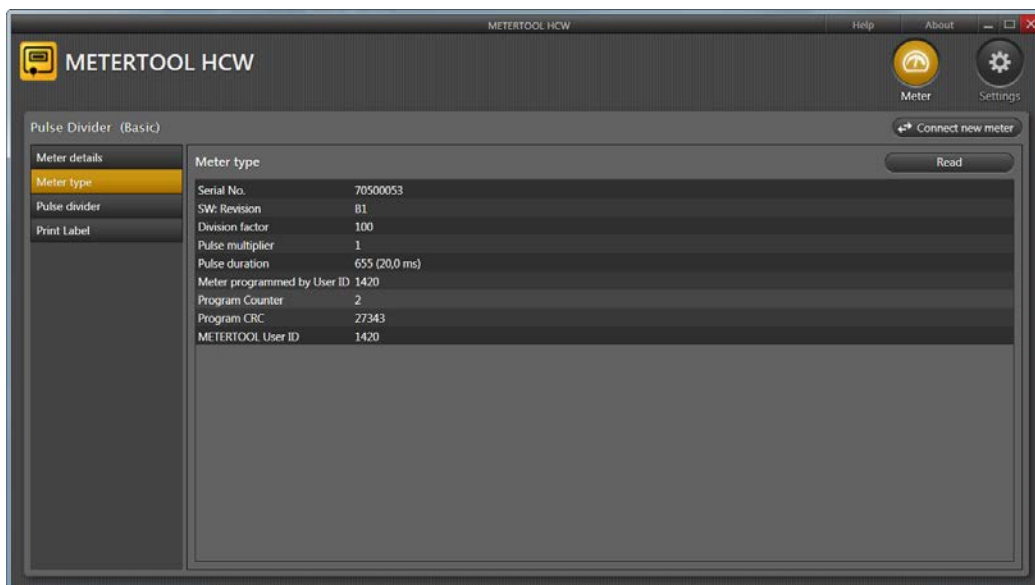 METERTOOL HCW
Help About
METERTOOL HCW
Meter Settings
Pulse Divider (Basic)
Connect new meter
Meter details
Meter type
Pulse divider
Print Label
Meter type
Read
Serial No. 70500053
SW: Revision B1
Division factor 100
Pulse multiplier 1
Pulse duration 655 (20,0 ms)
Meter programmed by User ID 1420
Program Counter 2
Program CRC 27343
METERTOOL User ID 1420